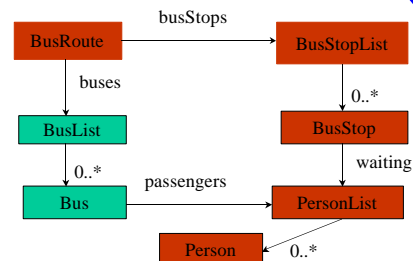 busStops
BusRoute
BusStopList
buses
0..*
BusList
BusStop
0..*
waiting
passengers
Bus
PersonList
Person
0..*